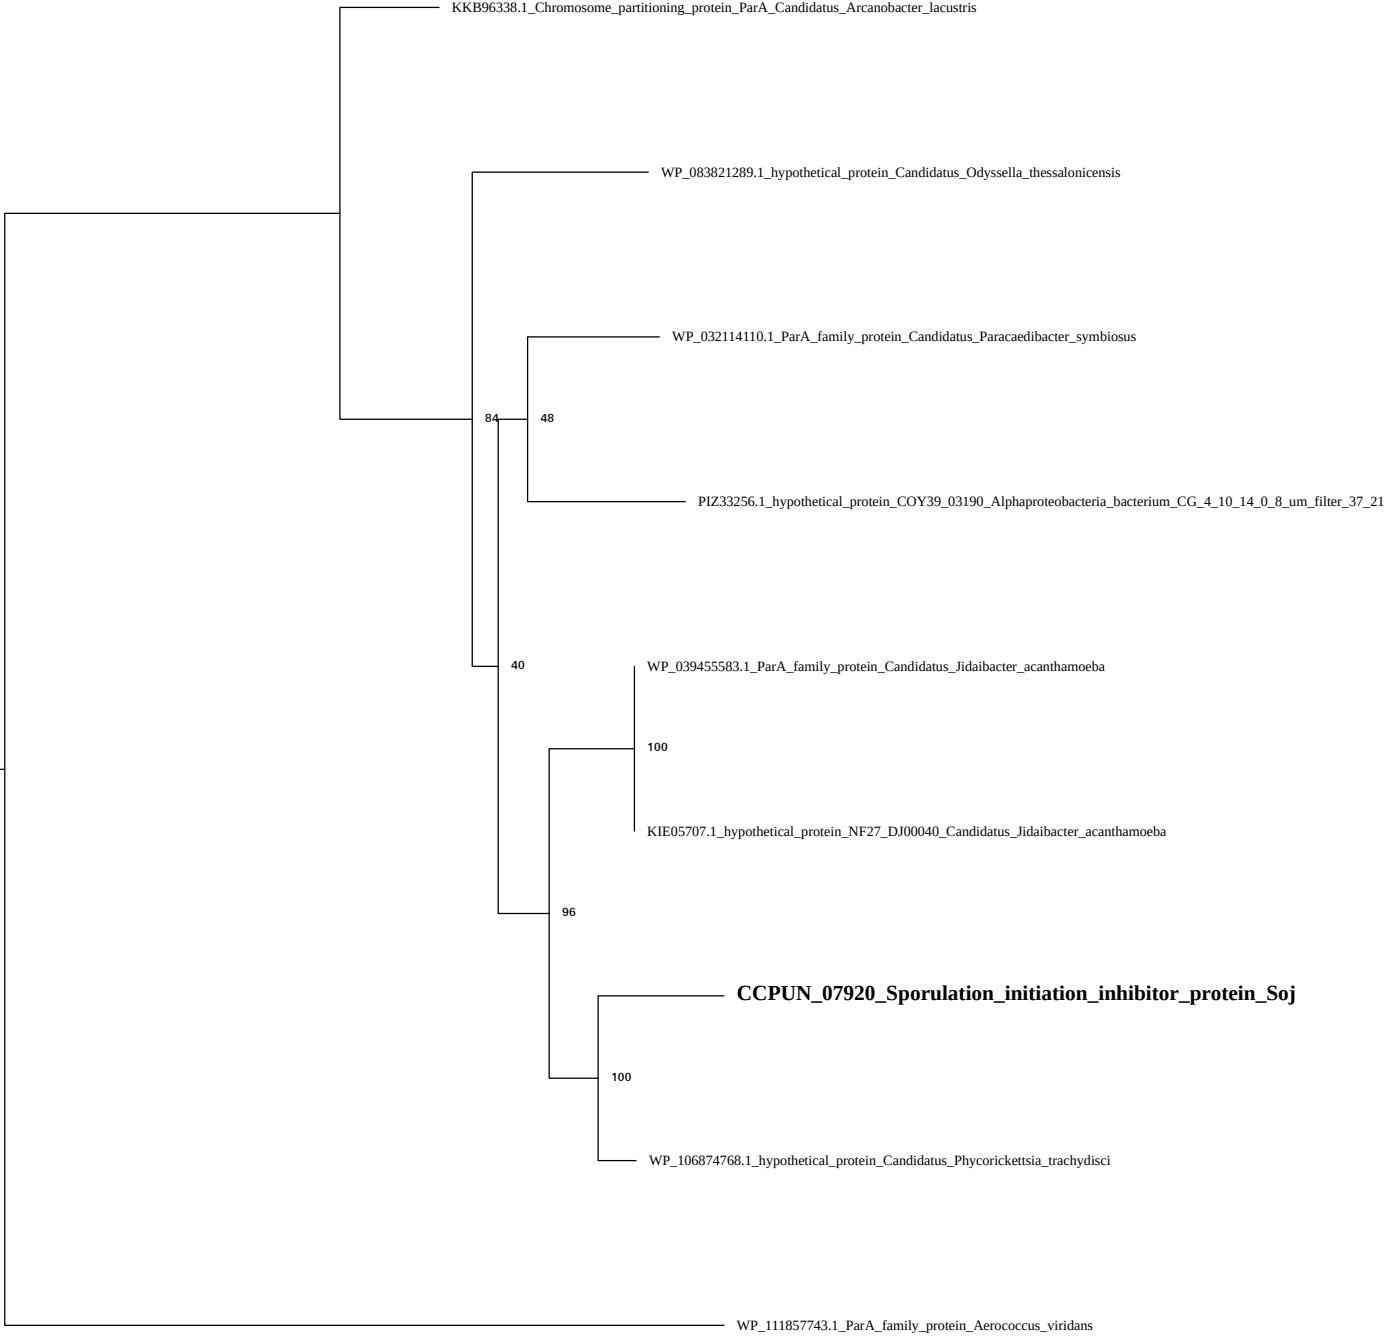 KKB96338.1_Chromosome_partitioning_protein_ParA_Candidatus_Arcanobacter_lacustris
WP_083821289.1_hypothetical_protein_Candidatus_Odyssella_thessalonicensis
WP_032114110.1_ParA_family_protein_Candidatus_Paracaedibacter_symbiosus
84
48
PIZ33256.1_hypothetical_protein_COY39_03190_Alphaproteobacteria_bacterium_CG_4_10_14_0_8_um_filter_37_21
40
WP_039455583.1_ParA_family_protein_Candidatus_Jidaibacter_acanthamoeba
100
KIE05707.1_hypothetical_protein_NF27_DJ00040_Candidatus_Jidaibacter_acanthamoeba
96
CCPUN_07920_Sporulation_initiation_inhibitor_protein_Soj
100
WP_106874768.1_hypothetical_protein_Candidatus_Phycorickettsia_trachydisci
WP_111857743.1_ParA_family_protein_Aerococcus_viridans